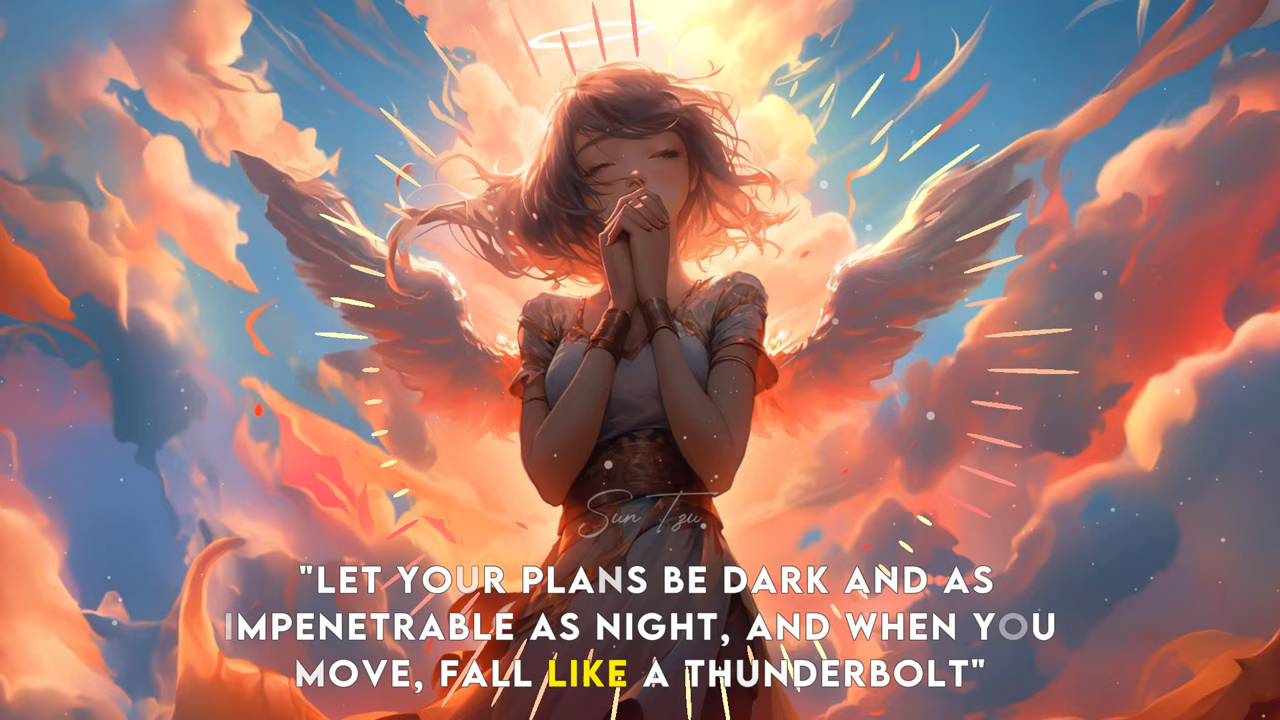 Sun Tzu
"LET YOUR PLANS BE DARK AND AS
IMPENETRABLE AS NIGHT, AND WHEN YOU
MOVE, FALL LIKE A THUNDERBOLT"